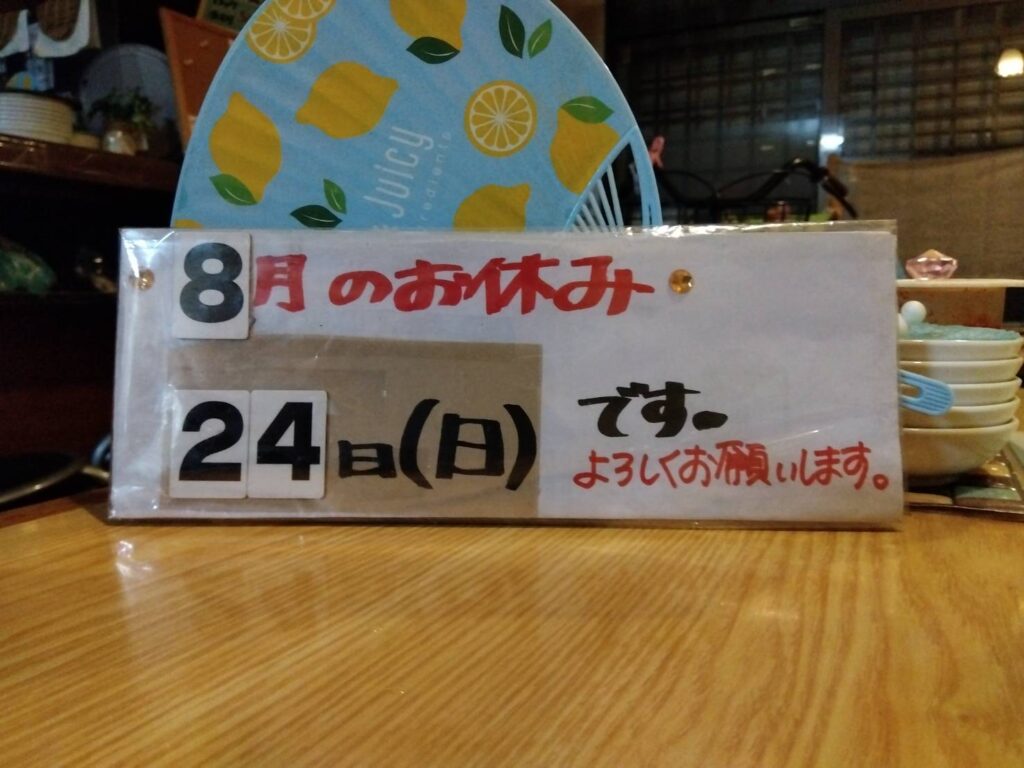 Juicy
8月のお休み
24日(日)
です。
よろしくお願いします。